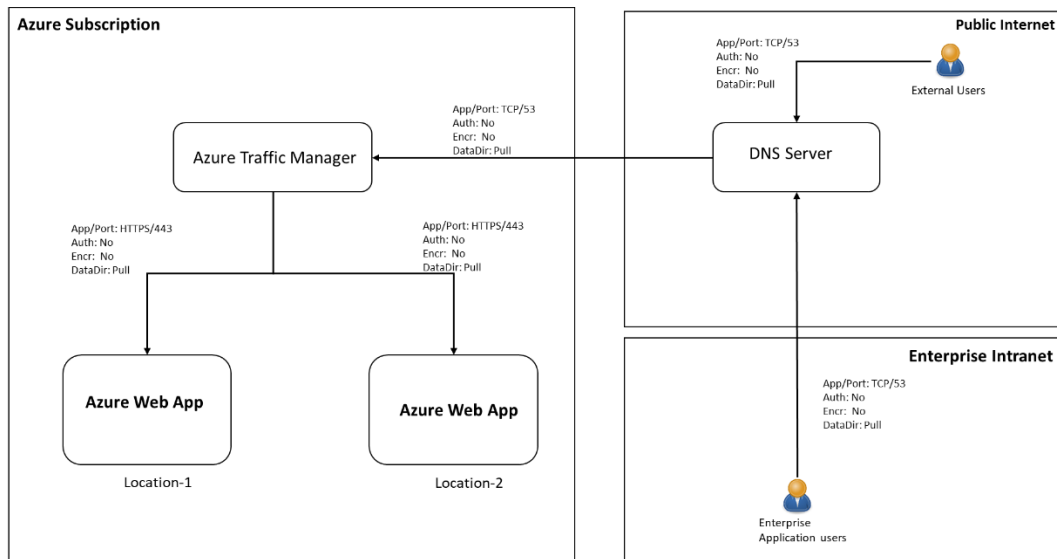 Azure Subscription
Public Internet
App/Port: TCP/53
Auth: No
Encr: No
DataDir: Pull
External Users
App/Port: TCP/53
Auth: No
Encr: No
DataDir: Pull
Azure Traffic Manager
DNS Server
App/Port: HTTPS/443
Auth: No
Encr: No
DataDir: Pull
App/Port: HTTPS/443
Auth: No
Encr: No
DataDir: Pull
Azure Web App
Azure Web App
Location-1
Location-2
Enterprise Intranet
App/Port: TCP/53
Auth: No
Encr: No
DataDir: Pull
Enterprise
Application users